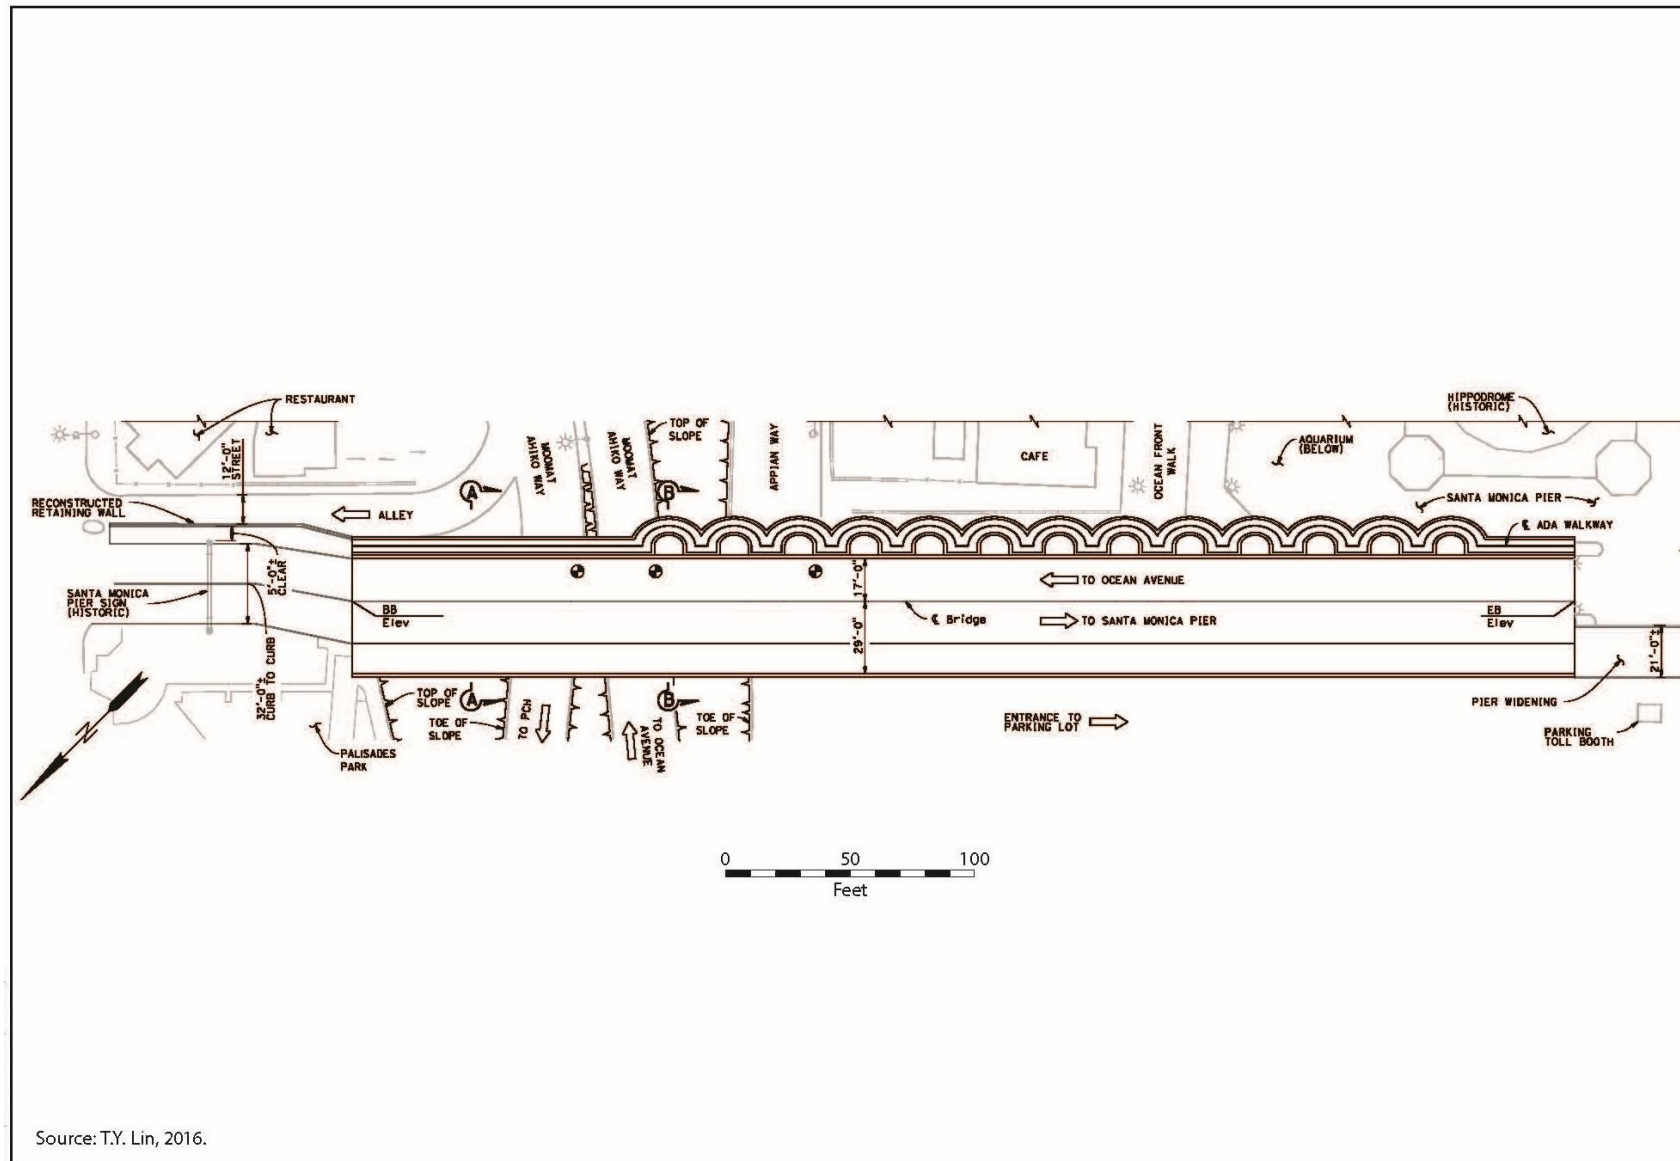 RESTAURANT
12'-0"
STREET
RECONSTRUCTED
RETAINING WALL
ALLEY
MOOMAT
AHIKO WAY
MOOMAT
AHIKO WAY
TOP OF
SLOPE
APPIAN WAY
CAFE
OCEAN FRONT
WALK
AQUARIUM
(BELOW)
HIPPODROME
(HISTORIC)
SANTA MONICA PIER
℄ ADA WALKWAY
A
B
SANTA MONICA
PIER SIGN
(HISTORIC)
5'-0"±
CLEAR
32'-0"±
CURB TO CURB
BB
Elev
17'-0"
29'-0"
TO OCEAN AVENUE
℄ Bridge
TO SANTA MONICA PIER
EB
Elev
21'-0"±
PIER WIDENING
PARKING
TOLL BOOTH
N
PALISADES
PARK
TOP OF
SLOPE
TOE OF
SLOPE
A
TO PCH
TO OCEAN
AVENUE
B
TOE OF
SLOPE
ENTRANCE TO
PARKING LOT
0 50 100
Feet
Source: T.Y. Lin, 2016.